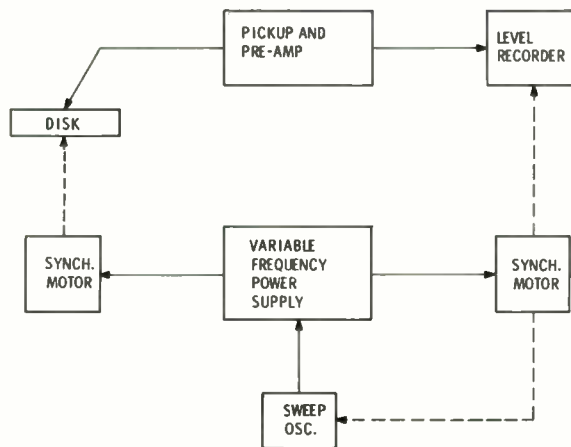 PICKUP AND
PRE-AMP
LEVEL
RECORDER
DISK
SYNCH.
MOTOR
VARIABLE
FREQUENCY
POWER
SUPPLY
SYNCH.
MOTOR
SWEEP
OSC.